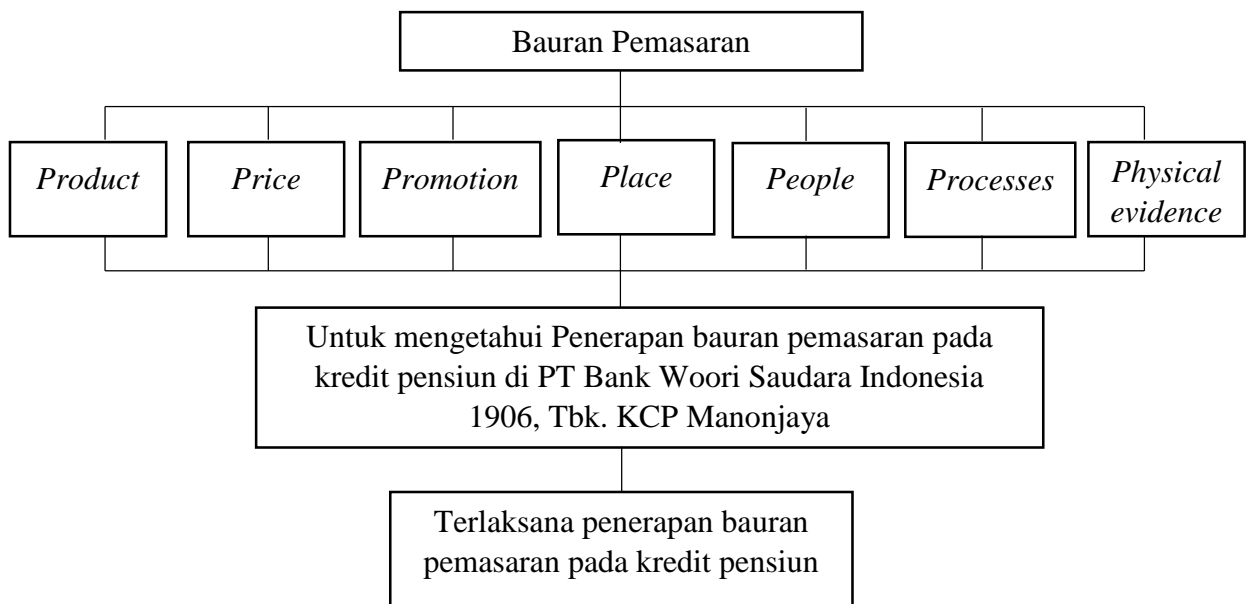 Bauran Pemasaran
Product
Price
Promotion
Place
People
Processes
Physical
evidence
Untuk mengetahui Penerapan bauran pemasaran pada
kredit pensiun di PT Bank Woori Saudara Indonesia
1906, Tbk. KCP Manonjaya
Terlaksana penerapan bauran
pemasaran pada kredit pensiun